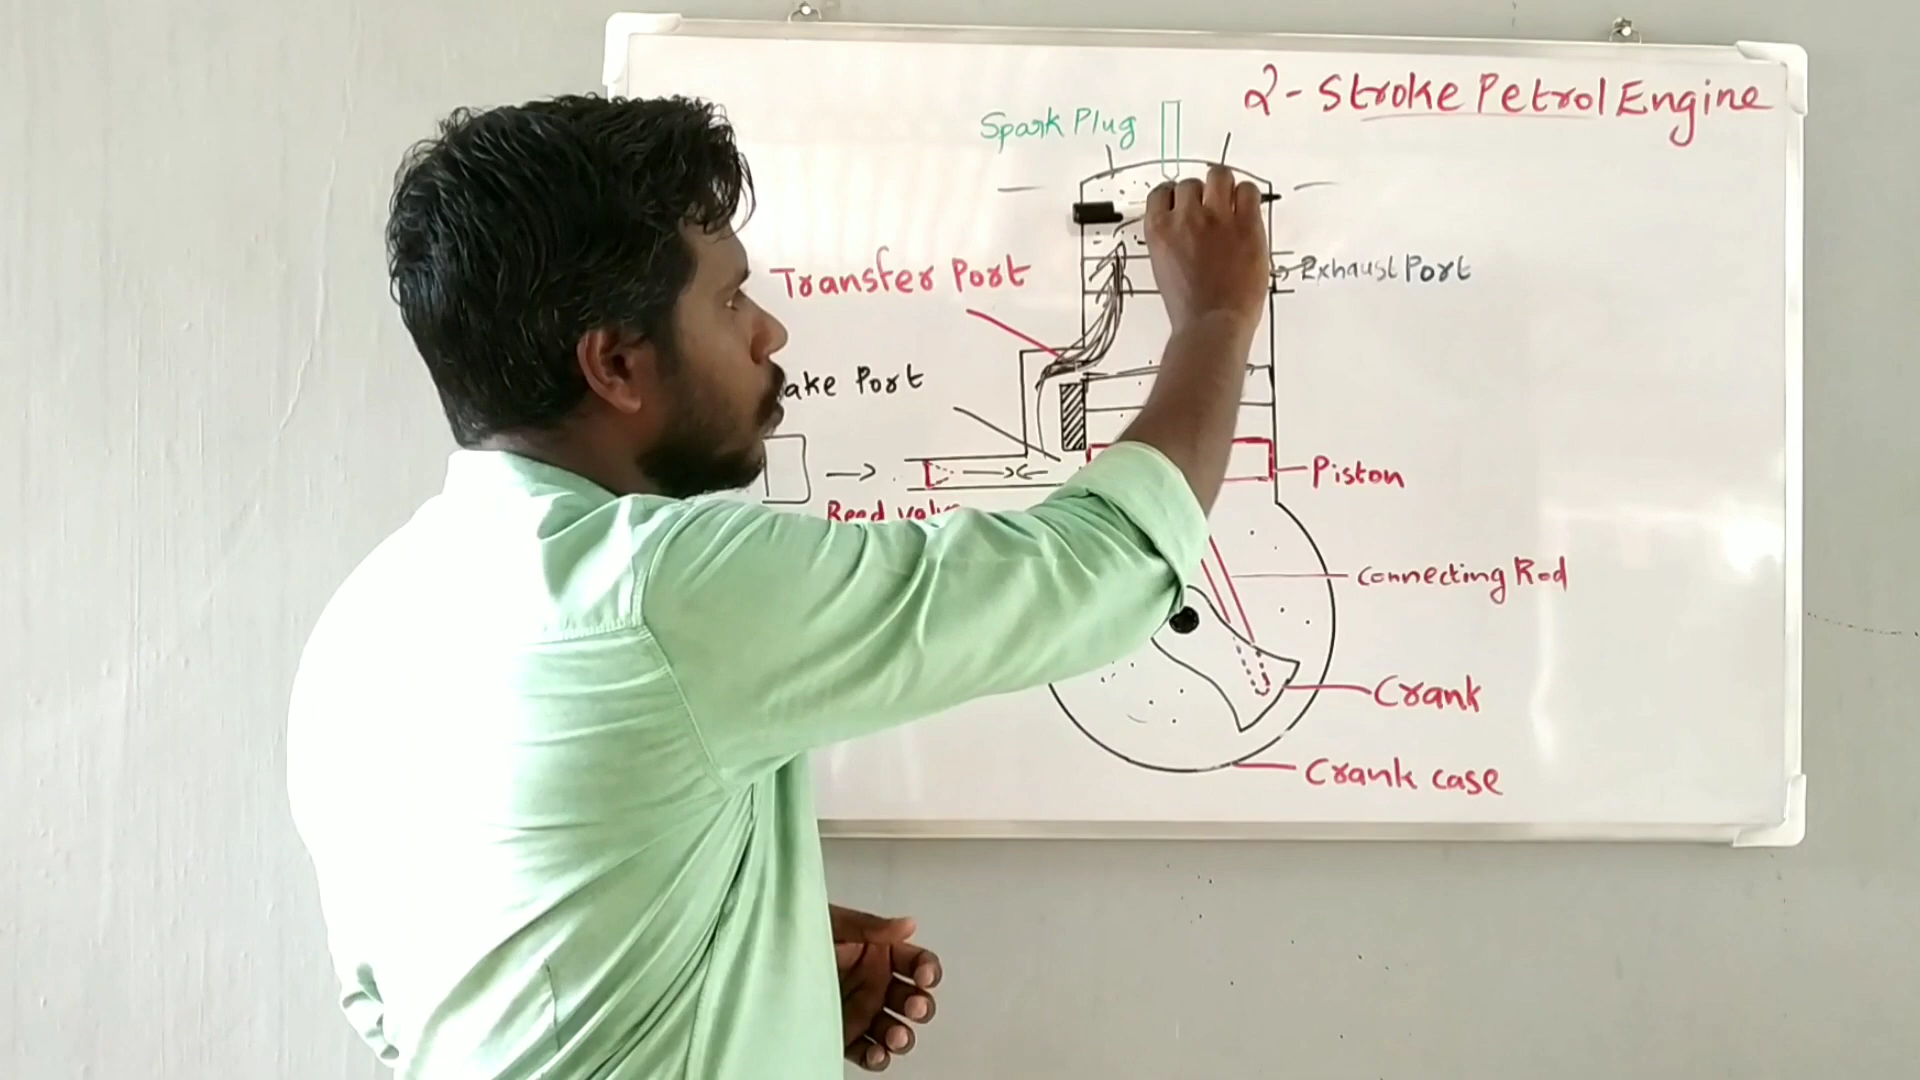 2-Stroke Petrol Engine
Spark Plug
Transfer Port
Exhaust Port
ake Port
Piston
Reed valve
Connecting Rod
Crank
Crank case